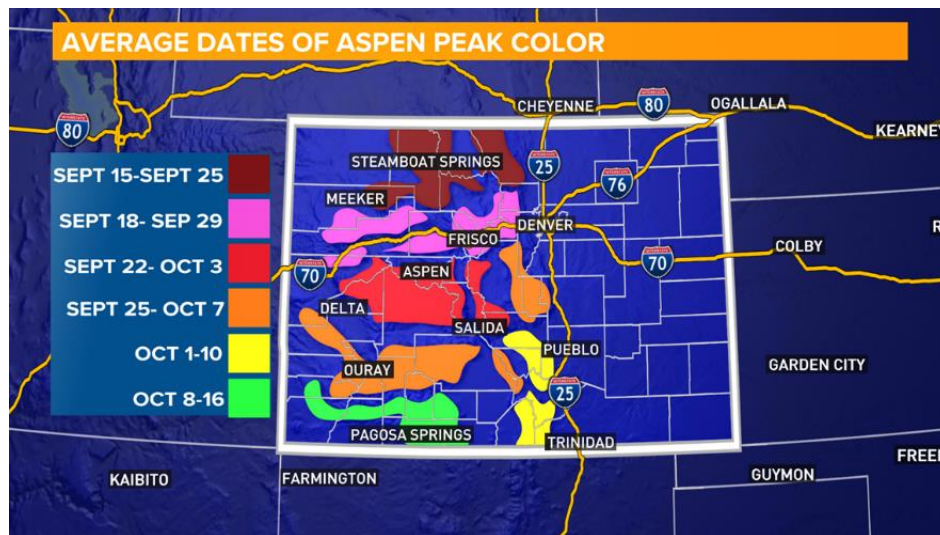 AVERAGE DATES OF ASPEN PEAK COLOR
CHEYENNE
80
OGALLALA
80
KEARNE
SEPT 15-SEPT 25
STEAMBOAT SPRINGS
25
76
MEEKER
SEPT 18- SEP 29
FRISCO
DENVER
SEPT 22- OCT 3
70
ASPEN
70
COLBY
SEPT 25- OCT 7
DELTA
SALIDA
OCT 1-10
PUEBLO
OURAY
GARDEN CITY
OCT 8-16
25
PAGOSA SPRINGS
TRINIDAD
FREE
KAIBITO
FARMINGTON
GUYMON